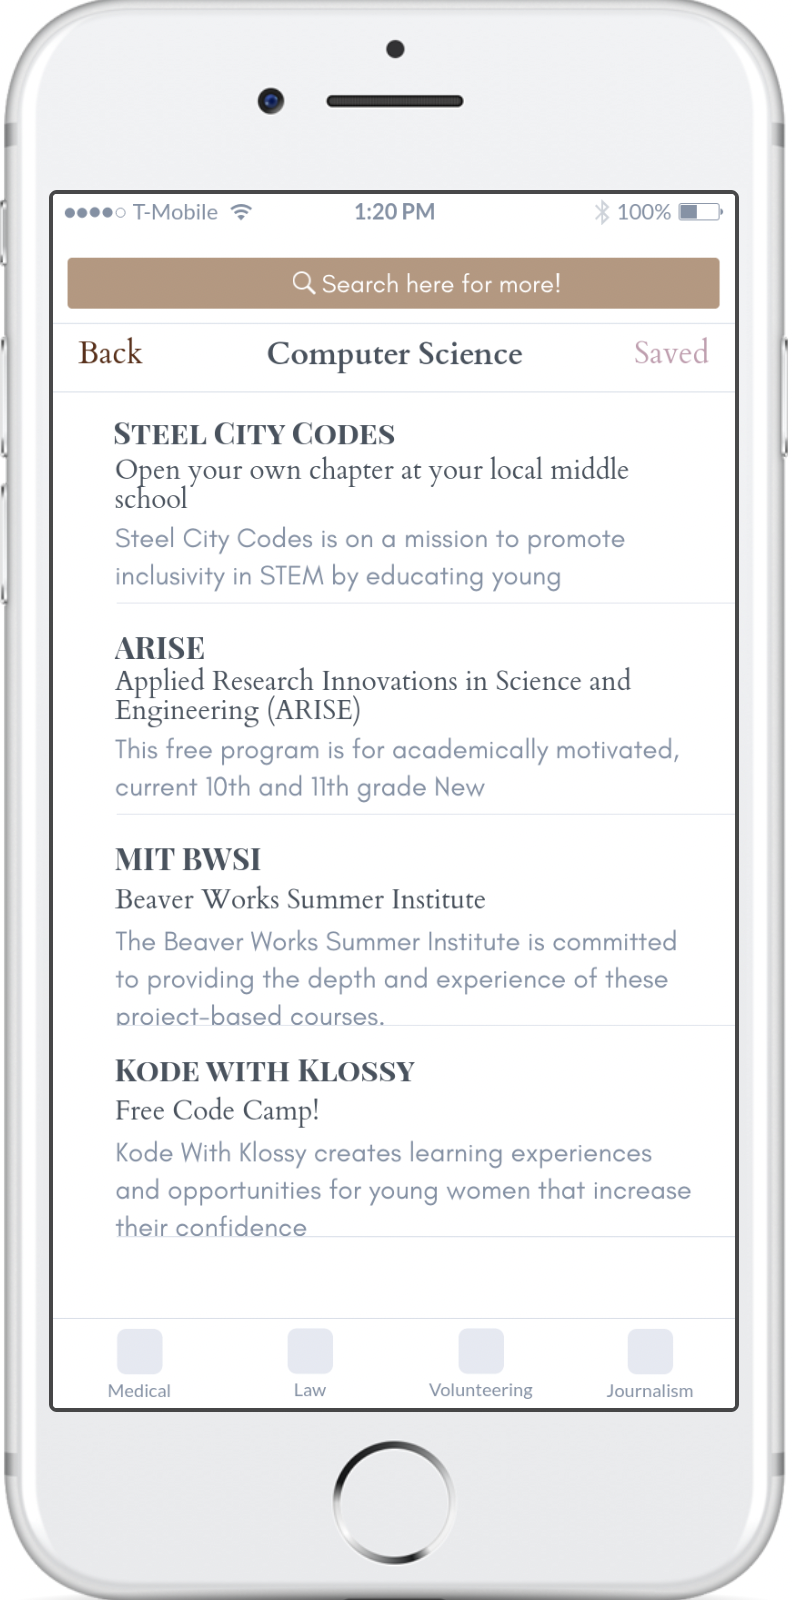 T-Mobile 1:20 PM 100%
Search here for more!
Back Computer Science Saved
STEEL CITY CODES
Open your own chapter at your local middle
school
Steel City Codes is on a mission to promote
inclusivity in STEM by educating young
ARISE
Applied Research Innovations in Science and
Engineering (ARISE)
This free program is for academically motivated,
current 10th and 11th grade New
MIT BWSI
Beaver Works Summer Institute
The Beaver Works Summer Institute is committed
to providing the depth and experience of these
project-based courses.
KODE WITH KLOSSY
Free Code Camp!
Kode With Klossy creates learning experiences
and opportunities for young women that increase
their confidence
Medical Law Volunteering Journalism